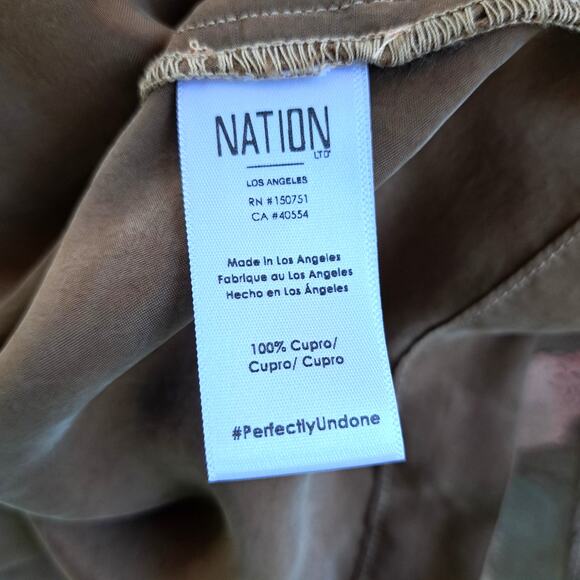 NATION
LTD
LOS ANGELES
RN #150751
CA #40554
Made in Los Angeles
Fabrique au Los Angeles
Hecho en Los Ángeles
100% Cupro/
Cupro/ Cupro
#PerfectlyUndone